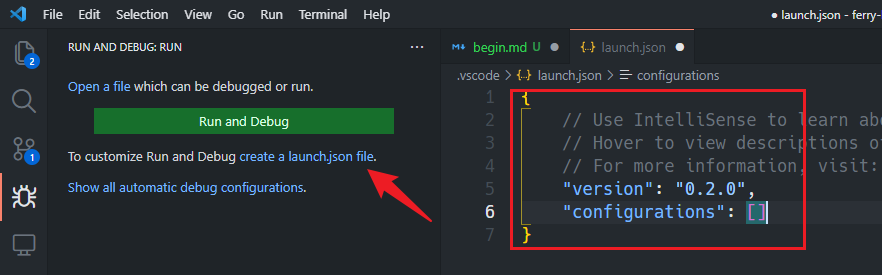 File Edit Selection View Go Run Terminal Help
● launch.json - ferry-
RUN AND DEBUG: RUN ...
Open a file which can be debugged or run.
Run and Debug
To customize Run and Debug create a launch.json file.
Show all automatic debug configurations.
2
1
begin.md U ● {..} launch.json ●
.vscode > {..} launch.json > configurations
1 {
2 // Use IntelliSense to learn abo
3 // Hover to view descriptions o
4 // For more information, visit:
5 "version": "0.2.0",
6 "configurations": []
7 }